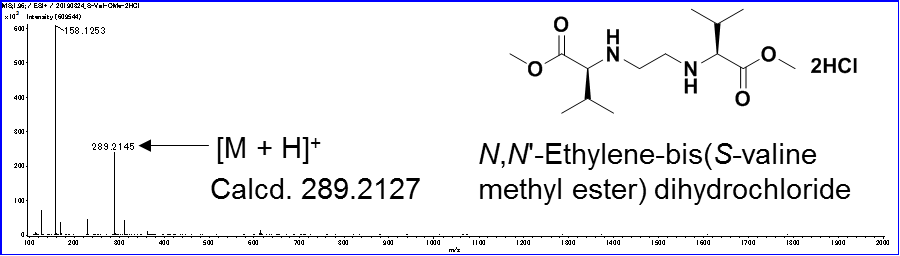 MS[1.95; / ESI+ / 20190824_S-Val-OMe-2HCl
x10³ Intensity (609544)
158.1253
600
500
400
300
200
100
0
289.2145
[M + H]+
Calcd. 289.2127
100 200 300 400 500 600 700 800 900 1000 1100 1200 1300 1400 1500 1600 1700 1800 1900 2000
m/z
O
O
H
N
N
H
O
O
2HCl
N,N'-Ethylene-bis(S-valine
methyl ester) dihydrochloride